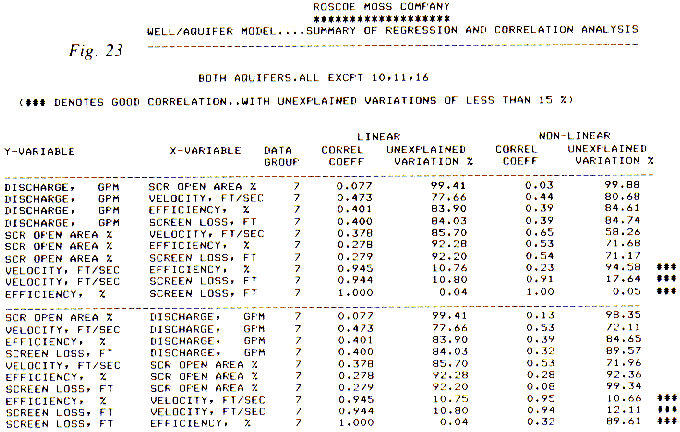 ROSCOE MOSS COMPANY
*******************
WELL/AQUIFER MODEL....SUMMARY OF REGRESSION AND CORRELATION ANALYSIS
Fig. 23
BOTH AQUIFERS.ALL EXCPT 10,11,16
(*** DENOTES GOOD CORRELATION..WITH UNEXPLAINED VARIATIONS OF LESS THAN 15 %)
LINEAR NON-LINEAR
Y-VARIABLE X-VARIABLE DATA CORREL UNEXPLAINED CORREL UNEXPLAINED
GROUP COEFF VARIATION % COEFF VARIATION %
DISCHARGE, GPM SCR OPEN AREA % 7 0.077 99.41 0.03 99.88
DISCHARGE, GPM VELOCITY, FT/SEC 7 0.473 77.66 0.44 80.68
DISCHARGE, GPM EFFICIENCY, % 7 0.401 83.90 0.39 84.61
DISCHARGE, GPM SCREEN LOSS, FT 7 0.400 84.03 0.39 84.74
SCR OPEN AREA % VELOCITY, FT/SEC 7 0.378 85.70 0.65 58.26
SCR OPEN AREA % EFFICIENCY, % 7 0.278 92.28 0.53 71.68
SCR OPEN AREA % SCREEN LOSS, FT 7 0.279 92.20 0.54 71.17
VELOCITY, FT/SEC EFFICIENCY, % 7 0.945 10.76 0.23 94.58 ***
VELOCITY, FT/SEC SCREEN LOSS, FT 7 0.944 10.80 0.91 17.64 ***
EFFICIENCY, % SCREEN LOSS, FT 7 1.000 0.04 1.00 0.05 ***
SCR OPEN AREA % DISCHARGE, GPM 7 0.077 99.41 0.13 98.35
VELOCITY, FT/SEC DISCHARGE, GPM 7 0.473 77.66 0.53 72.11
EFFICIENCY, % DISCHARGE, GPM 7 0.401 83.90 0.39 84.65
SCREEN LOSS, FT DISCHARGE, GPM 7 0.400 84.03 0.32 89.57
VELOCITY, FT/SEC SCR OPEN AREA % 7 0.378 85.70 0.53 71.96
EFFICIENCY, % SCR OPEN AREA % 7 0.278 92.28 0.28 92.36
SCREEN LOSS, FT SCR OPEN AREA % 7 0.279 92.20 0.08 99.34
EFFICIENCY, % VELOCITY, FT/SEC 7 0.945 10.75 0.95 10.66 ***
SCREEN LOSS, FT VELOCITY, FT/SEC 7 0.944 10.80 0.94 12.11 ***
SCREEN LOSS, FT EFFICIENCY, % 7 1.000 0.04 0.32 89.61 ***